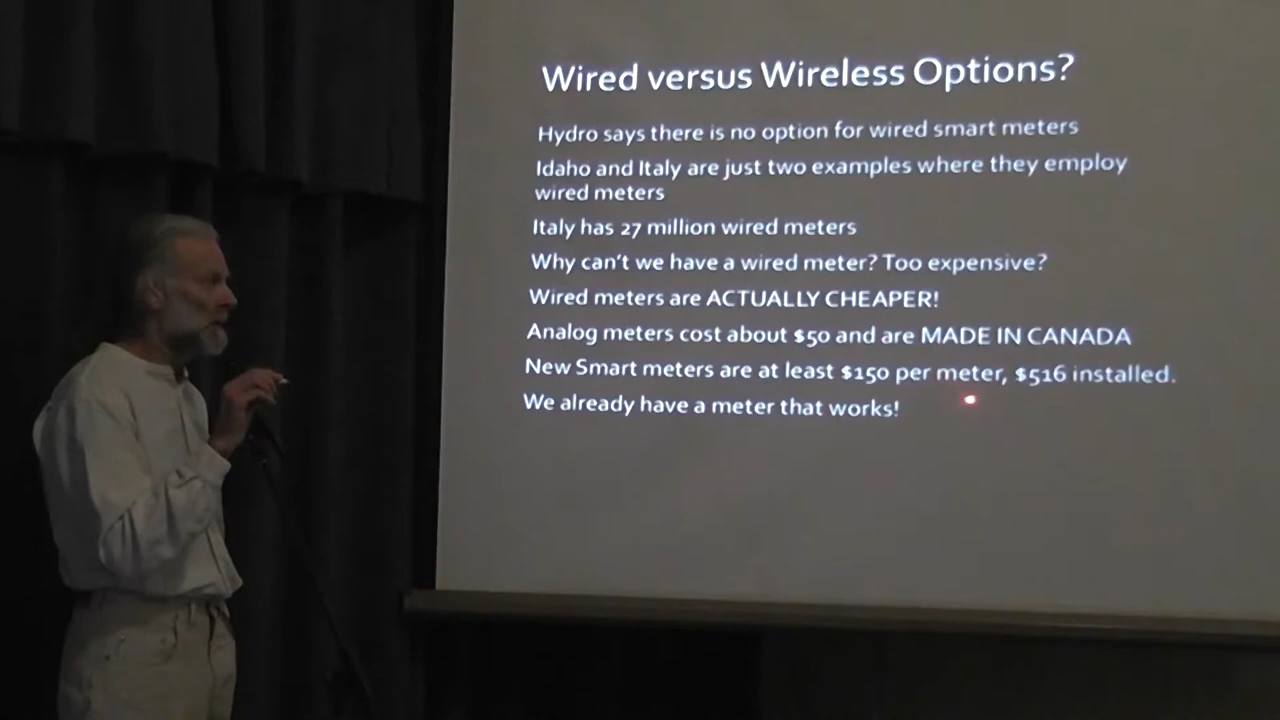 Wired versus Wireless Options?
Hydro says there is no option for wired smart meters
Idaho and Italy are just two examples where they employ
wired meters
Italy has 27 million wired meters
Why can't we have a wired meter? Too expensive?
Wired meters are ACTUALLY CHEAPER!
Analog meters cost about $50 and are MADE IN CANADA
New Smart meters are at least $150 per meter, $516 installed.
We already have a meter that works!